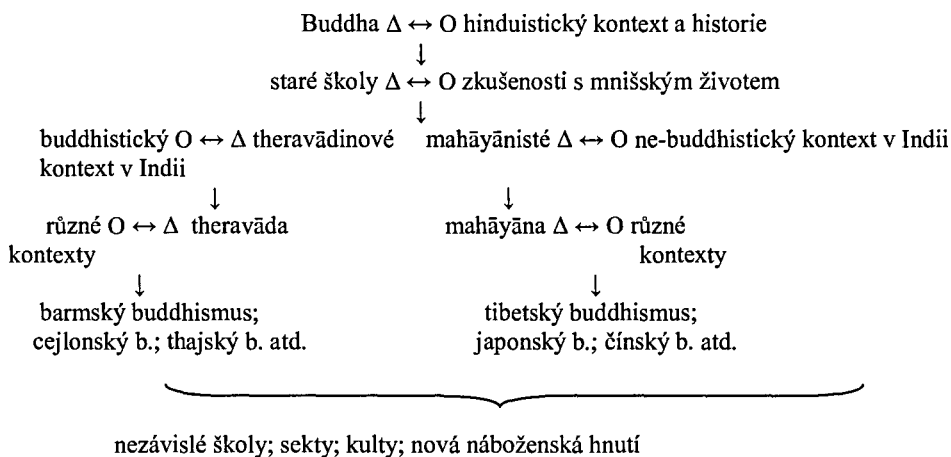 Buddha Δ ↔ O hinduistický kontext a historie
↓
staré školy Δ ↔ O zkušenosti s mnišským životem
↓
buddhistický O ↔ Δ theravādinové mahāyānisté Δ ↔ O ne-buddhistický kontext v Indii
kontext v Indii
↓ ↓
různé O ↔ Δ theravāda mahāyāna Δ ↔ O různé
kontexty kontexty
↓ ↓
barmský buddhismus; tibetský buddhismus;
cejlonský b.; thajský b. atd. japonský b.; čínský b. atd.
nezávislé školy; sekty; kulty; nová náboženská hnutí